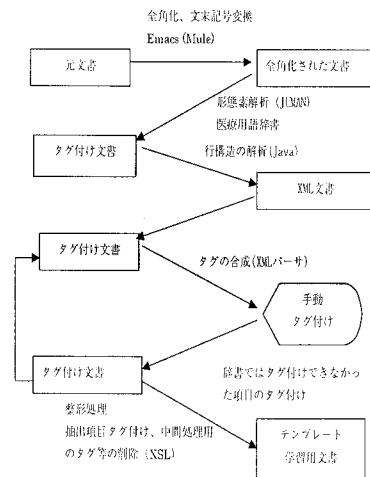 全角化、文末記号変換
Emacs (Mule)
元文書
全角化された文書
形態素解析 (JUMAN)
医療用語辞書
タグ付け文書
行構造の解析(Java)
XML文書
タグ付け文書
タグの合成(XMLパーサ)
手動
タグ付け
タグ付け文書
辞書ではタグ付けできなかっ
た項目のタグ付け
整形処理
抽出項目タグ付け、中間処理用
のタグ等の削除 (XSL)
テンプレート
学習用文書